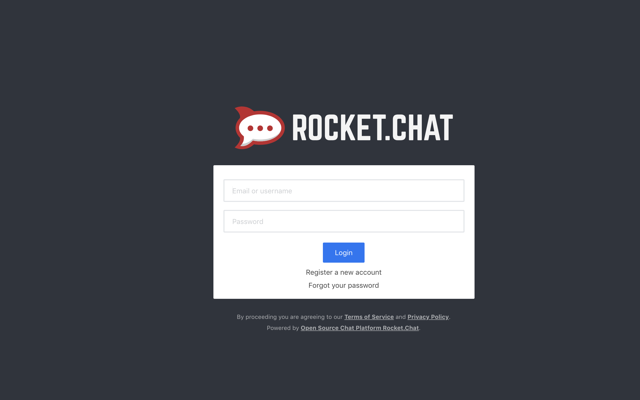 ROCKET.CHAT
Email or username
Password
Login
Register a new account
Forgot your password
By proceeding you are agreeing to our Terms of Service and Privacy Policy.
Powered by Open Source Chat Platform Rocket.Chat.